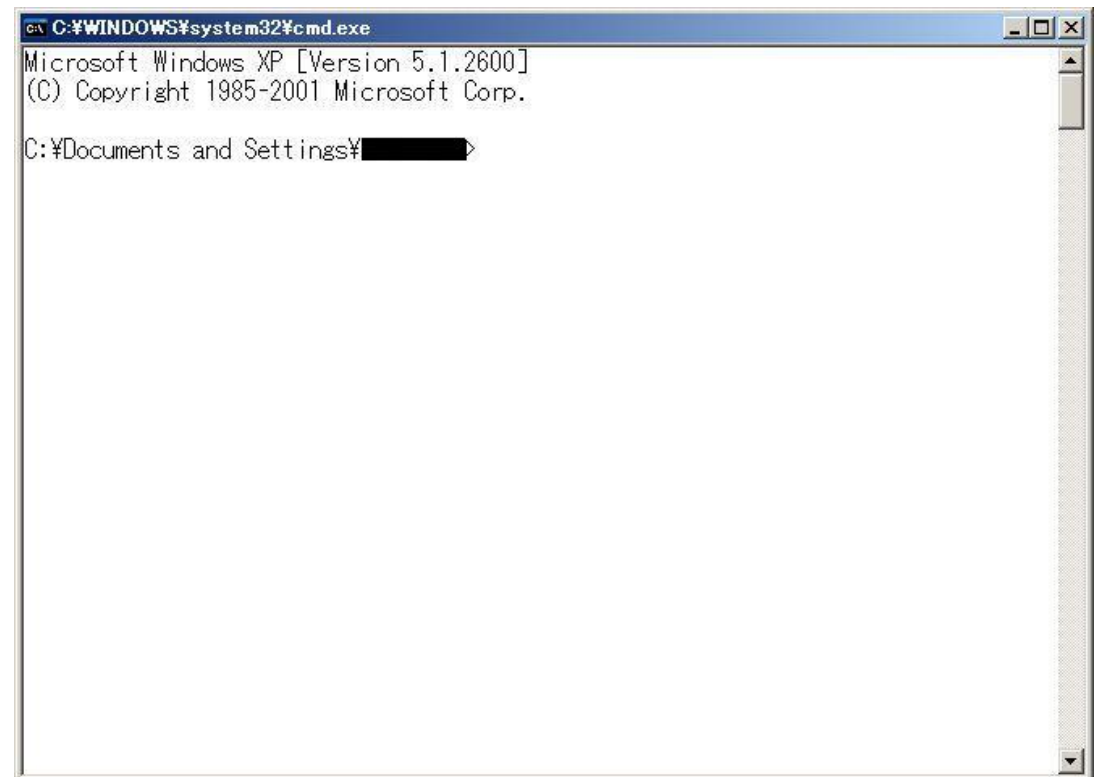 C:¥WINDOWS¥system32¥cmd.exe
Microsoft Windows XP [Version 5.1.2600]
(C) Copyright 1985-2001 Microsoft Corp.
C:¥Documents and Settings¥>